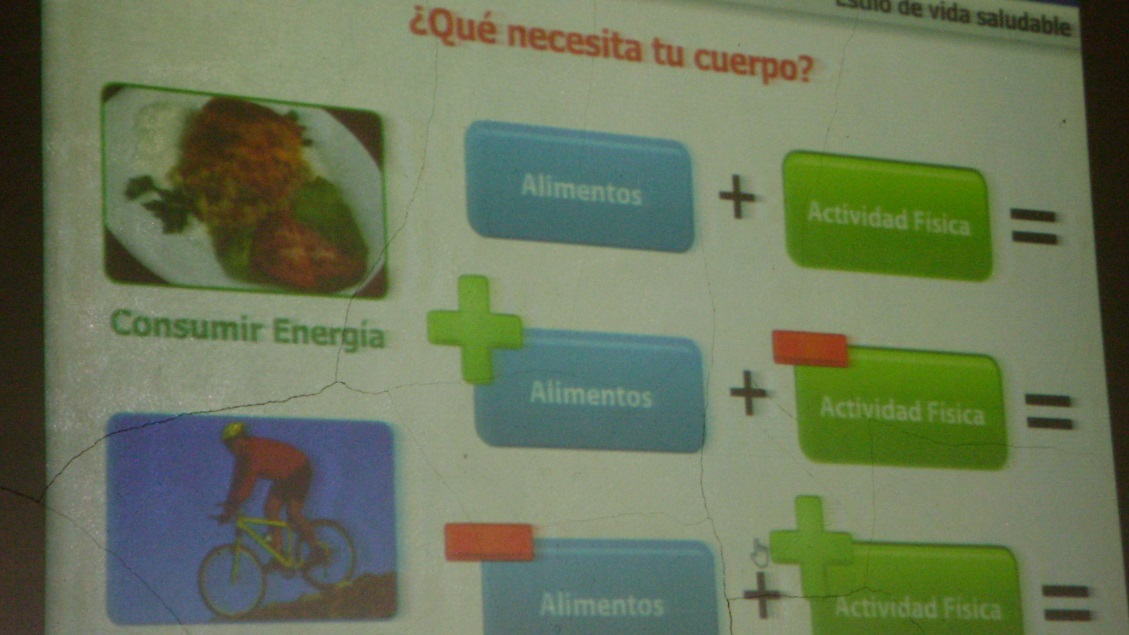 Estilo de vida saludable
¿Qué necesita tu cuerpo?
Alimentos + Actividad Física =
Consumir Energía
Alimentos + Actividad Física =
Alimentos + Actividad Física =